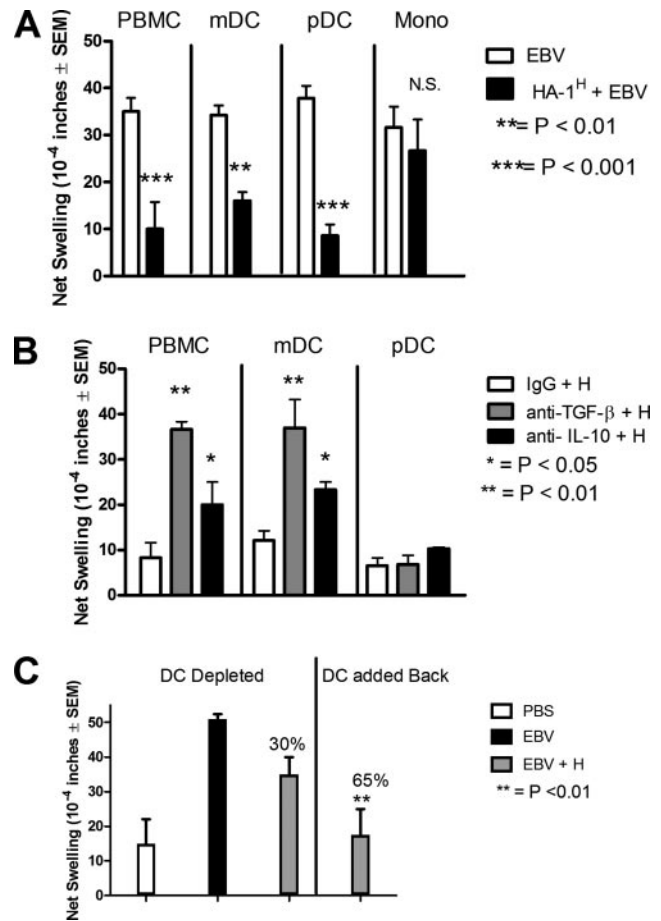 A
PBMC mDC pDC Mono
Net Swelling (10⁻⁴ inches ± SEM)
50
40
30
20
10
0
***
**
***
N.S.
EBV
HA-1ᴴ + EBV
**= P < 0.01
***= P < 0.001
B
PBMC mDC pDC
Net Swelling (10⁻⁴ inches ± SEM)
50
40
30
20
10
0
**
*
**
*
IgG + H
anti-TGF-β + H
anti- IL-10 + H
* = P < 0.05
** = P < 0.01
C
DC Depleted DC added Back
Net Swelling (10⁻⁴ inches ± SEM)
50
40
30
20
10
0
30%
65%
**
PBS
EBV
EBV + H
** = P <0.01